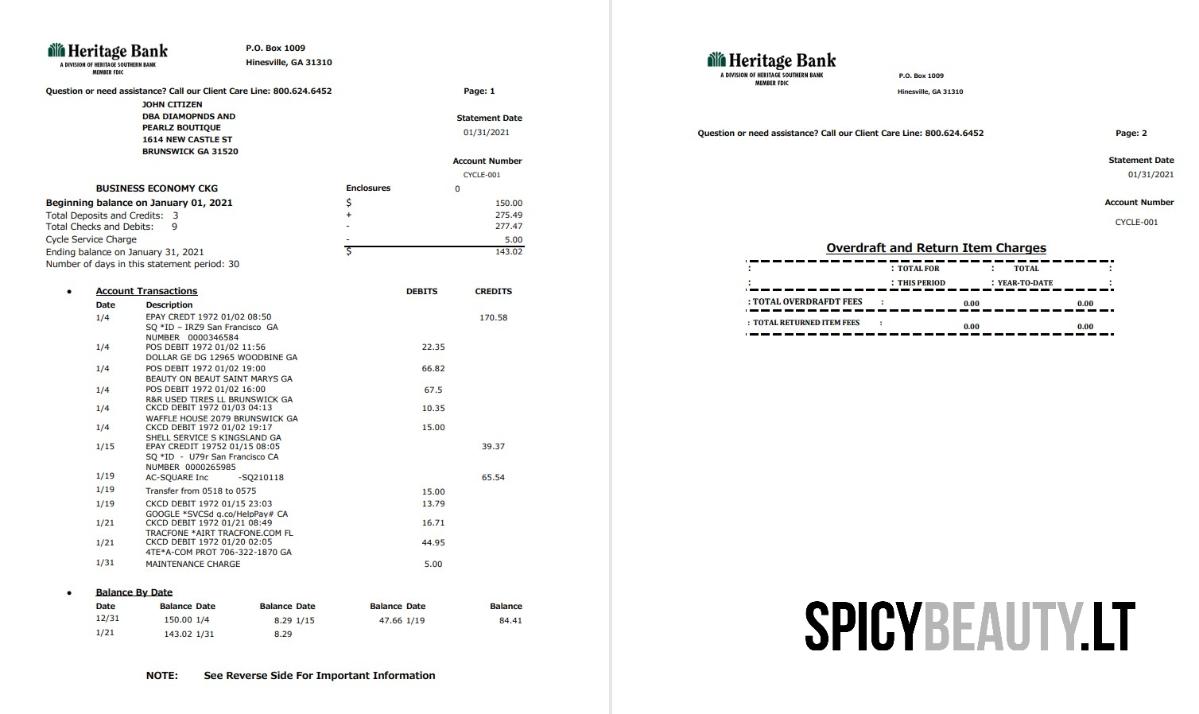 Heritage Bank
A DIVISION OF HERITAGE SOUTHERN BANK
MEMBER FDIC
P.O. Box 1009
Hinesville, GA 31310
Question or need assistance? Call our Client Care Line: 800.624.6452 Page: 1
JOHN CITIZEN
DBA DIAMOPNDS AND
PEARLZ BOUTIQUE
1614 NEW CASTLE ST
BRUNSWICK GA 31520
Statement Date
01/31/2021
Account Number
CYCLE-001
BUSINESS ECONOMY CKG Enclosures 0
Beginning balance on January 01, 2021 $ 150.00
Total Deposits and Credits: 3 + 275.49
Total Checks and Debits: 9 - 277.47
Cycle Service Charge - 5.00
Ending balance on January 31, 2021 $ 143.02
Number of days in this statement period: 30
• Account Transactions DEBITS CREDITS
Date Description
1/4 EPAY CREDT 1972 01/02 08:50 170.58
SQ *ID – IRZ9 San Francisco GA
NUMBER 0000346584
1/4 POS DEBIT 1972 01/02 11:56 22.35
DOLLAR GE DG 12965 WOODBINE GA
1/4 POS DEBIT 1972 01/02 19:00 66.82
BEAUTY ON BEAUT SAINT MARYS GA
1/4 POS DEBIT 1972 01/02 16:00 67.5
R&R USED TIRES LL BRUNSWICK GA
1/4 CKCD DEBIT 1972 01/03 04:13 10.35
WAFFLE HOUSE 2079 BRUNSWICK GA
1/4 CKCD DEBIT 1972 01/02 19:17 15.00
SHELL SERVICE S KINGSLAND GA
1/15 EPAY CREDIT 19752 01/15 08:05 39.37
SQ *ID - U79r San Francisco CA
NUMBER 0000265985
1/19 AC-SQUARE Inc -SQ210118 65.54
1/19 Transfer from 0518 to 0575 15.00
1/19 CKCD DEBIT 1972 01/15 23:03 13.79
GOOGLE *SVCSd g.co/HelpPay# CA
1/21 CKCD DEBIT 1972 01/21 08:49 16.71
TRACFONE *AIRT TRACFONE.COM FL
1/21 CKCD DEBIT 1972 01/20 02:05 44.95
4TE*A-COM PROT 706-322-1870 GA
1/31 MAINTENANCE CHARGE 5.00
• Balance By Date
Date Balance Date Balance Date Balance Date Balance
12/31 150.00 1/4 8.29 1/15 47.66 1/19 84.41
1/21 143.02 1/31 8.29
NOTE: See Reverse Side For Important Information
Heritage Bank
A DIVISION OF HERITAGE SOUTHERN BANK
MEMBER FDIC
P.O. Box 1009
Hinesville, GA 31310
Question or need assistance? Call our Client Care Line: 800.624.6452 Page: 2
Statement Date
01/31/2021
Account Number
CYCLE-001
Overdraft and Return Item Charges
: : TOTAL FOR : TOTAL :
: : THIS PERIOD : YEAR-TO-DATE :
: TOTAL OVERDRAFDT FEES : 0.00 0.00
: TOTAL RETURNED ITEM FEES : 0.00 0.00
SPICYBEAUTY.LT